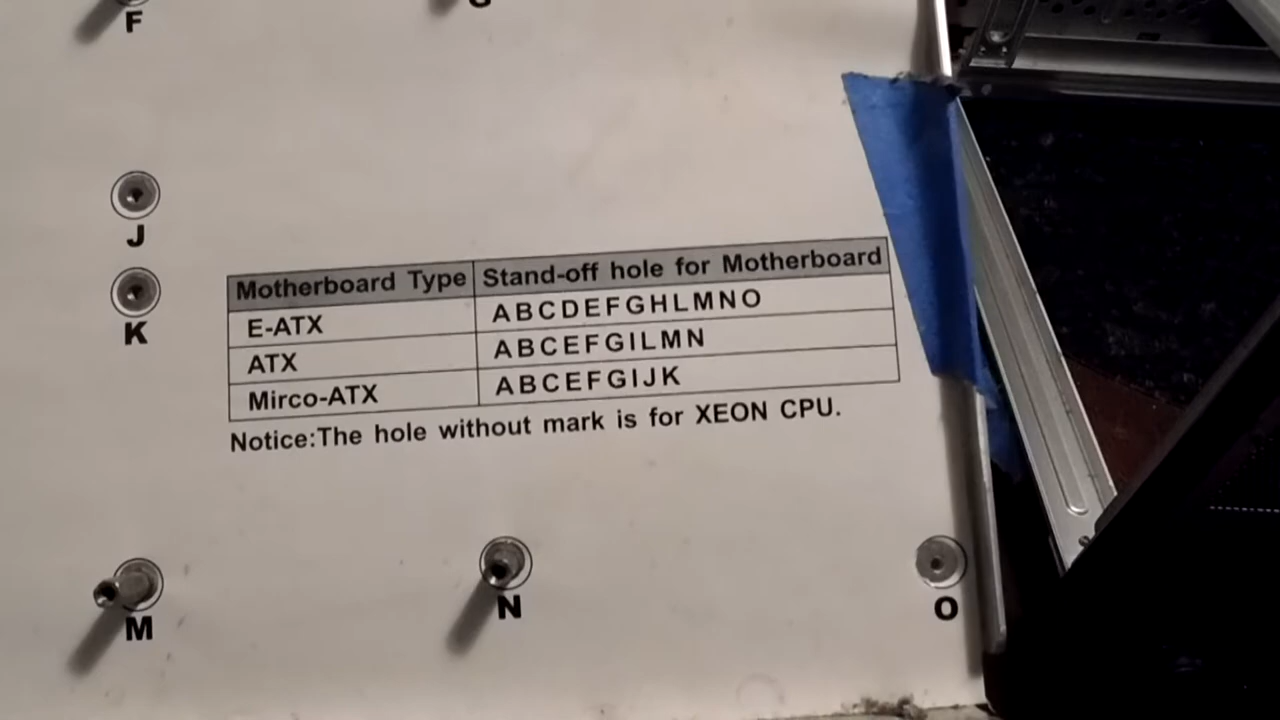 F
G
J
K
Motherboard Type Stand-off hole for Motherboard
E-ATX ABCDEFGHLMNO
ATX ABCEFGILMN
Mirco-ATX ABCEFGIJK
Notice:The hole without mark is for XEON CPU.
M
N
O